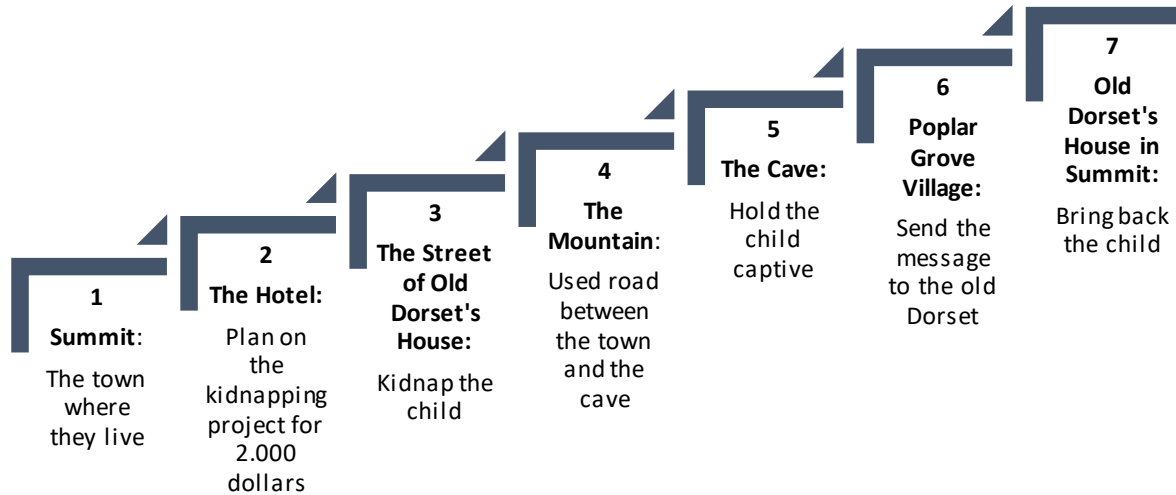 1
Summit:
The town
where
they live
2
The Hotel:
Plan on
the
kidnapping
project for
2.000
dollars
3
The Street
of Old
Dorset's
House:
Kidnap the
child
4
The
Mountain:
Used road
between
the town
and the
cave
5
The Cave:
Hold the
child
captive
6
Poplar
Grove
Village:
Send the
message
to the old
Dorset
7
Old
Dorset's
House in
Summit:
Bring back
the child